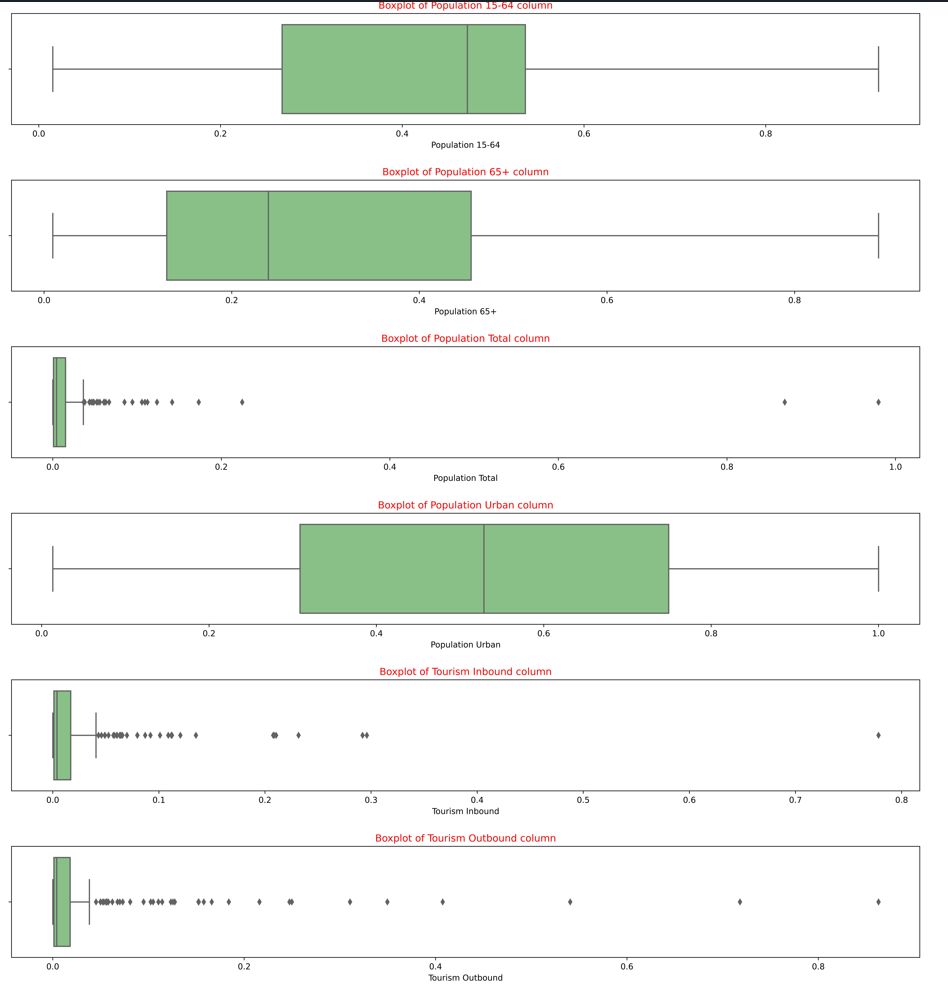 Boxplot of Population 15-64 column
0.0 0.2 0.4 0.6 0.8
Population 15-64
Boxplot of Population 65+ column
0.0 0.2 0.4 0.6 0.8
Population 65+
Boxplot of Population Total column
0.0 0.2 0.4 0.6 0.8 1.0
Population Total
Boxplot of Population Urban column
0.0 0.2 0.4 0.6 0.8 1.0
Population Urban
Boxplot of Tourism Inbound column
0.0 0.1 0.2 0.3 0.4 0.5 0.6 0.7 0.8
Tourism Inbound
Boxplot of Tourism Outbound column
0.0 0.2 0.4 0.6 0.8
Tourism Outbound